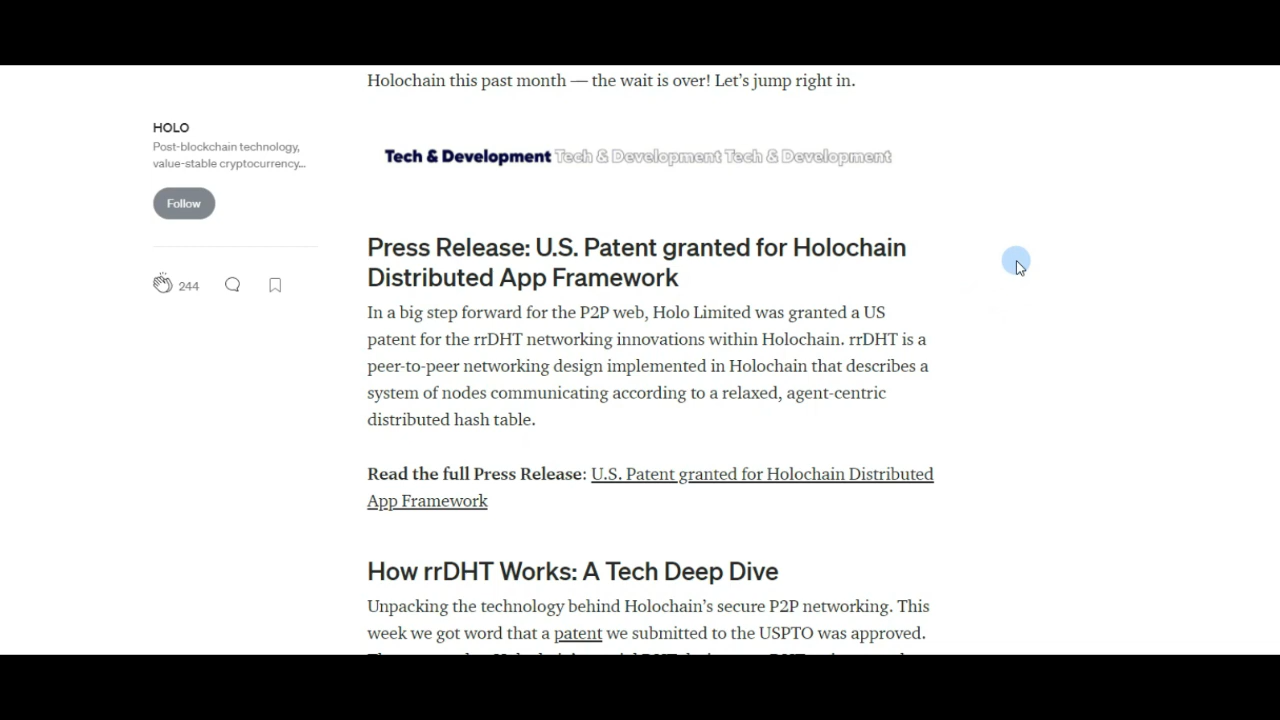 Holochain this past month — the wait is over! Let’s jump right in.
HOLO
Post-blockchain technology,
value-stable cryptocurrency...
Follow
244
Tech & Development Tech & Development Tech & Development
Press Release: U.S. Patent granted for Holochain
Distributed App Framework
In a big step forward for the P2P web, Holo Limited was granted a US
patent for the rrDHT networking innovations within Holochain. rrDHT is a
peer-to-peer networking design implemented in Holochain that describes a
system of nodes communicating according to a relaxed, agent-centric
distributed hash table.
Read the full Press Release: U.S. Patent granted for Holochain Distributed
App Framework
How rrDHT Works: A Tech Deep Dive
Unpacking the technology behind Holochain’s secure P2P networking. This
week we got word that a patent we submitted to the USPTO was approved.